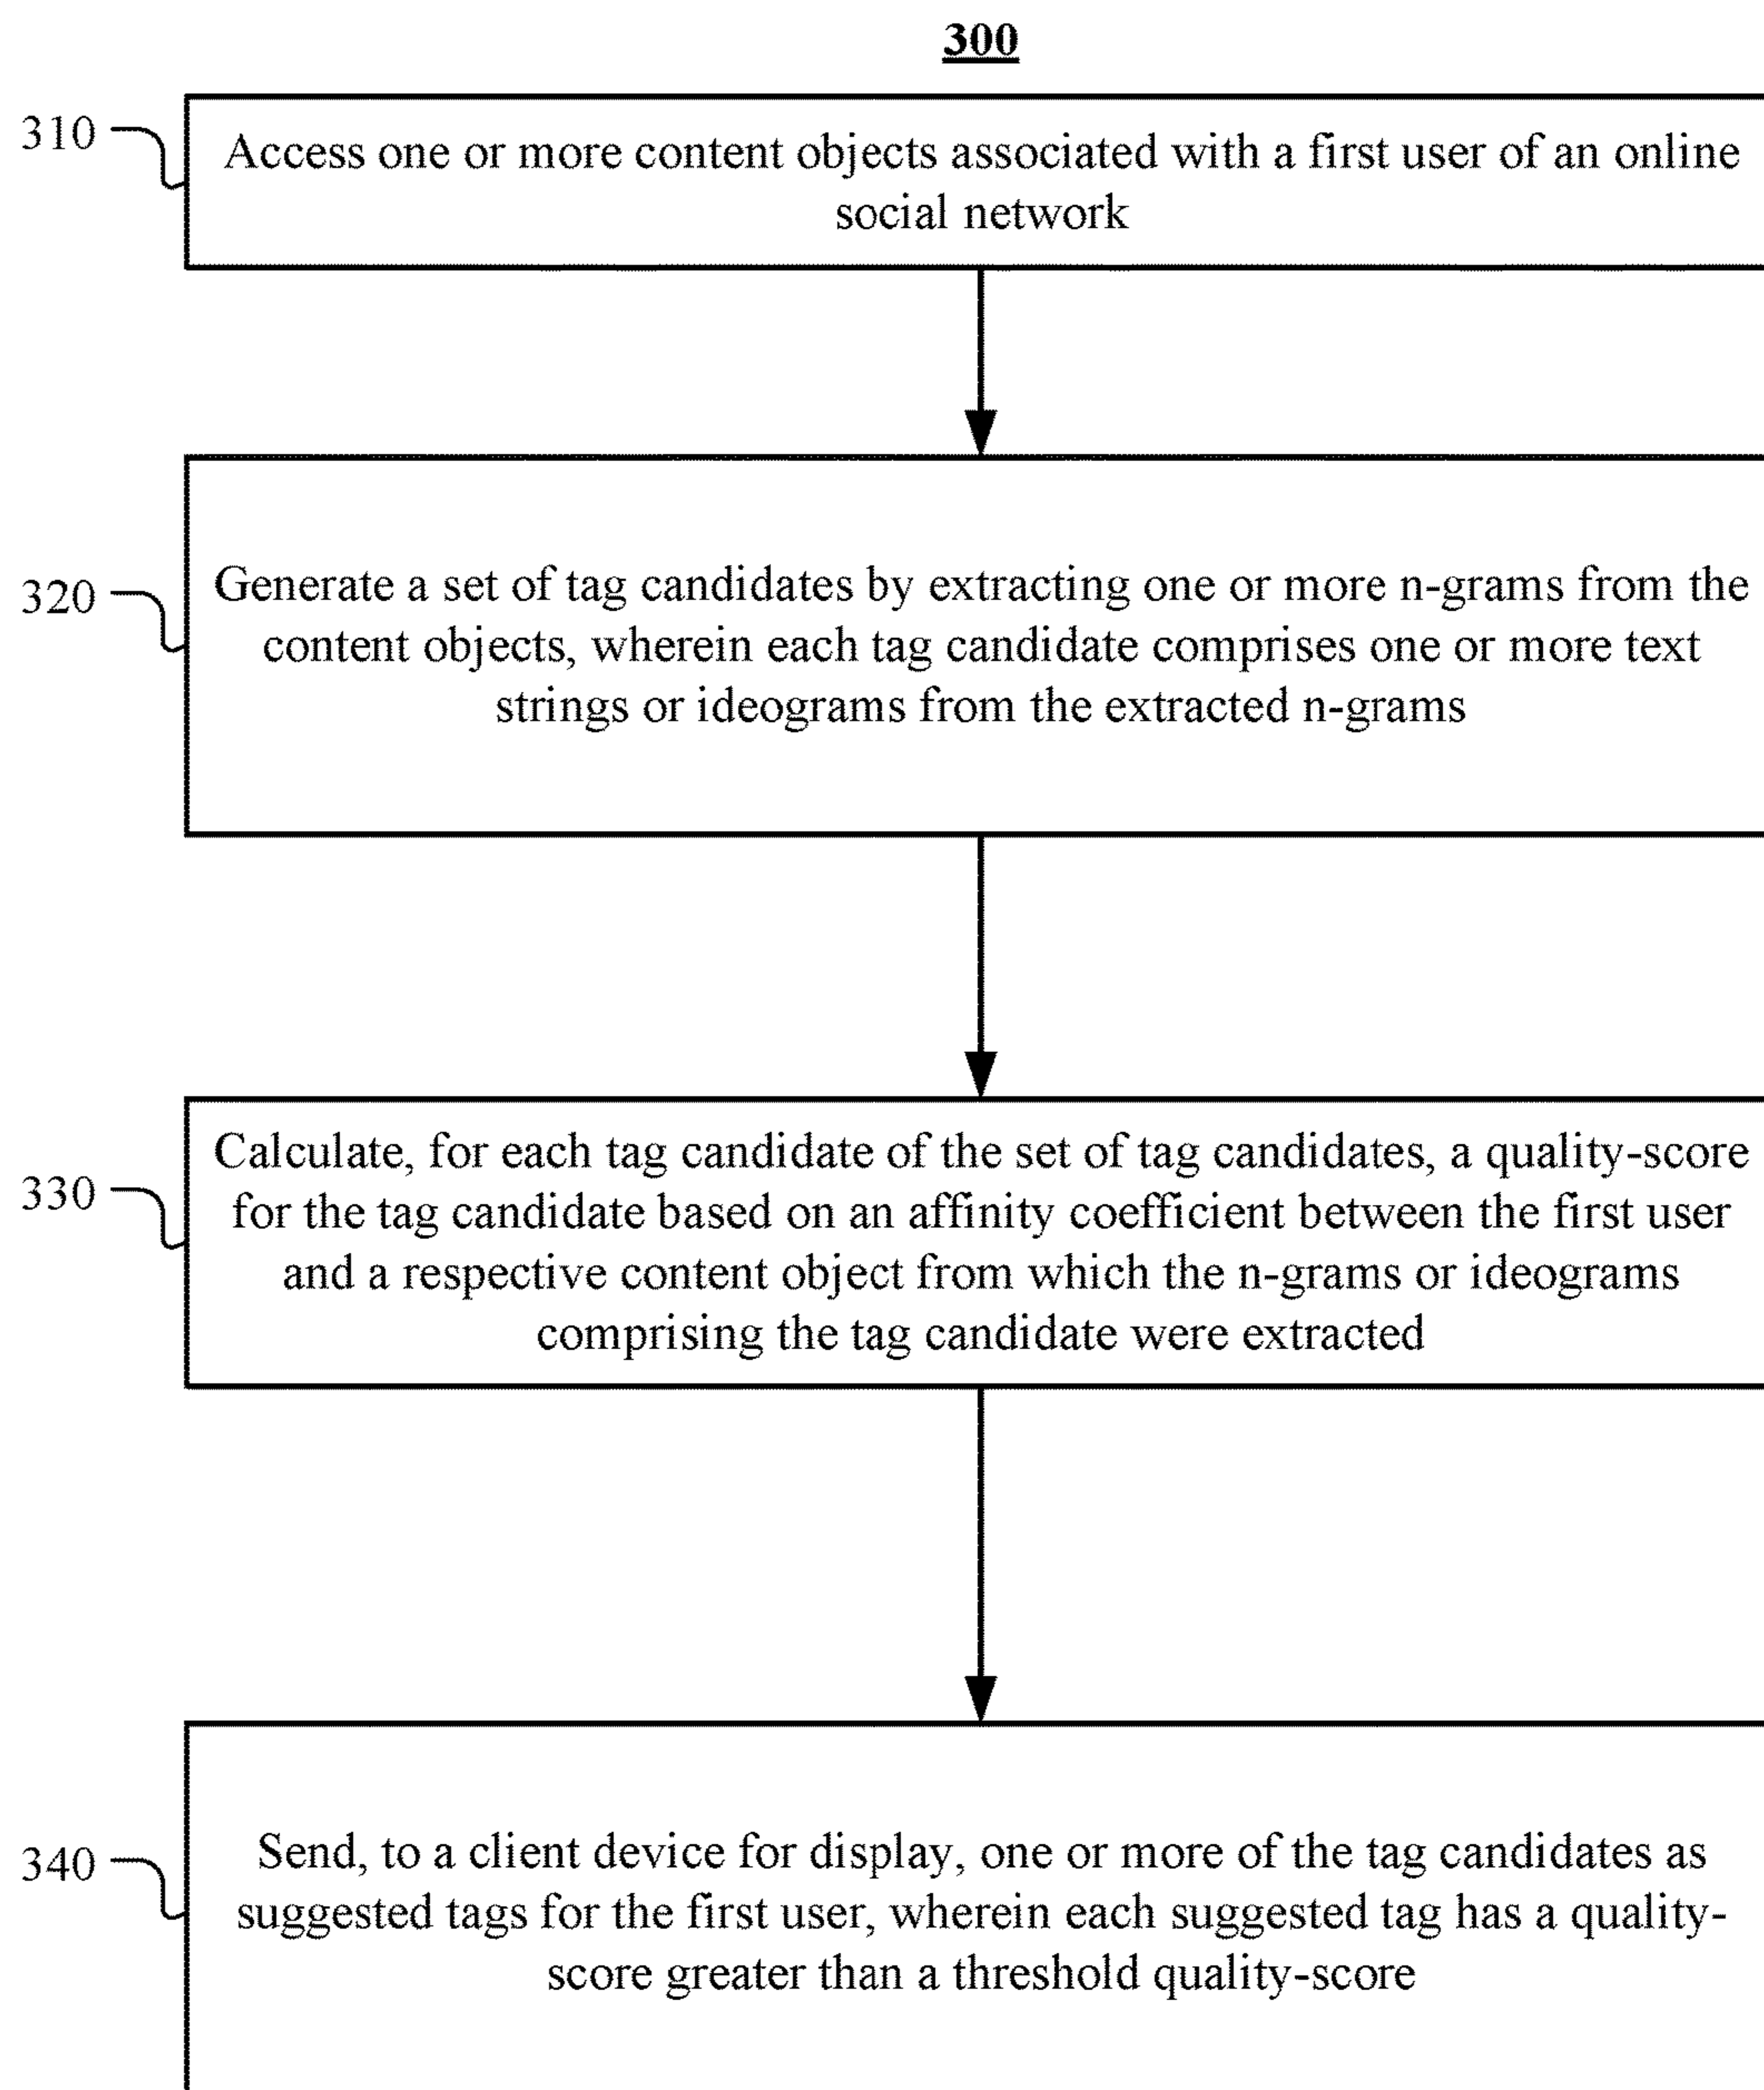 300
310
Access one or more content objects associated with a first user of an online
social network
320
Generate a set of tag candidates by extracting one or more n-grams from the
content objects, wherein each tag candidate comprises one or more text
strings or ideograms from the extracted n-grams
330
Calculate, for each tag candidate of the set of tag candidates, a quality-score
for the tag candidate based on an affinity coefficient between the first user
and a respective content object from which the n-grams or ideograms
comprising the tag candidate were extracted
340
Send, to a client device for display, one or more of the tag candidates as
suggested tags for the first user, wherein each suggested tag has a quality-
score greater than a threshold quality-score